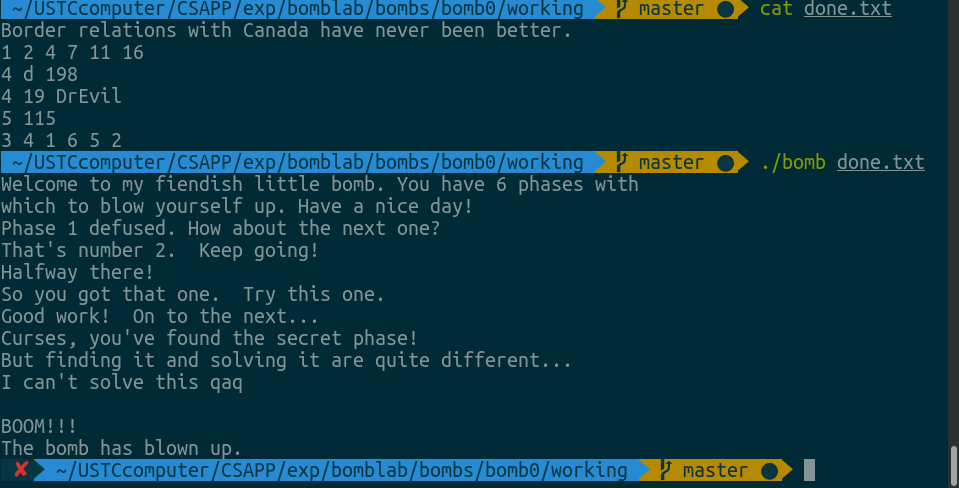 ~/USTCcomputer/CSAPP/exp/bomblab/bombs/bomb0/working master cat done.txt
Border relations with Canada have never been better.
1 2 4 7 11 16
4 d 198
4 19 DrEvil
5 115
3 4 1 6 5 2
~/USTCcomputer/CSAPP/exp/bomblab/bombs/bomb0/working master ./bomb done.txt
Welcome to my fiendish little bomb. You have 6 phases with
which to blow yourself up. Have a nice day!
Phase 1 defused. How about the next one?
That's number 2.  Keep going!
Halfway there!
So you got that one.  Try this one.
Good work!  On to the next...
Curses, you've found the secret phase!
But finding it and solving it are quite different...
I can't solve this qaq
BOOM!!!
The bomb has blown up.
✘ ~/USTCcomputer/CSAPP/exp/bomblab/bombs/bomb0/working master